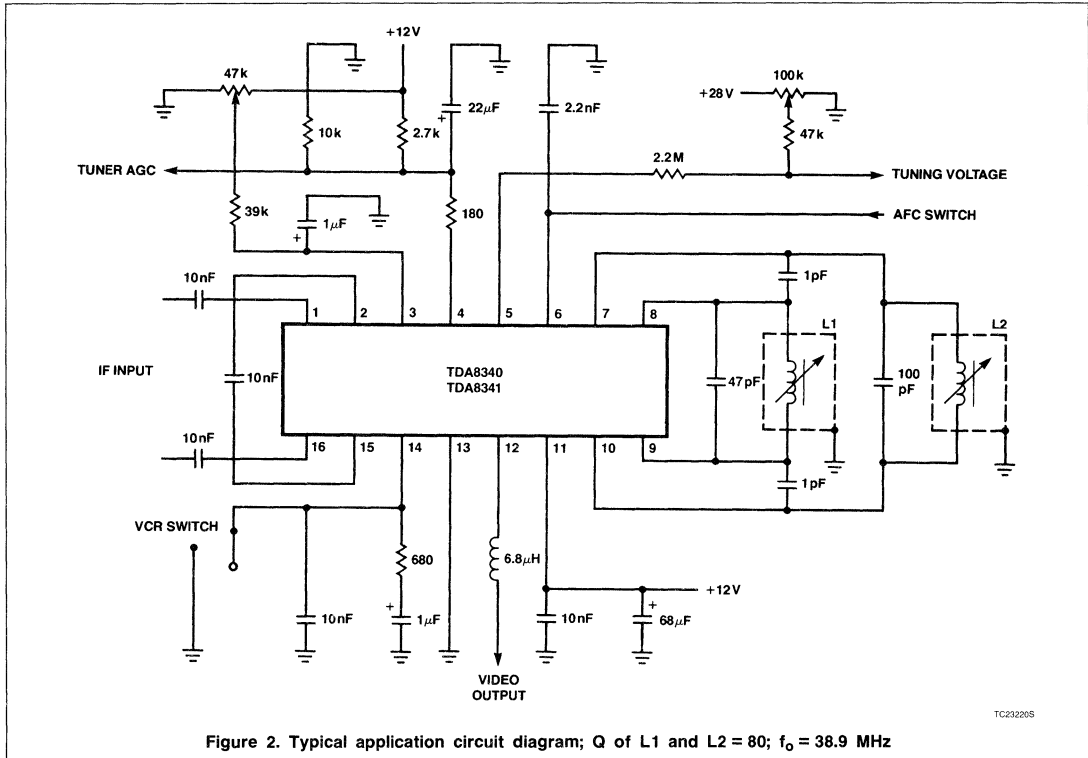 +12V
47k
100k
+28V
22µF
+
2.2nF
10k
2.7k
47k
2.2M
TUNER AGC
TUNING VOLTAGE
180
39k
1µF
+
AFC SWITCH
10nF
1pF
1 2 3 4 5 6 7 8
L1
L2
IF INPUT
10nF
TDA8340
TDA8341
47pF
100
pF
10nF
16 15 14 13 12 11 10 9
1pF
VCR SWITCH
680
6.8µH
+12V
10nF
+
1µF
10nF
+
68µF
VIDEO
OUTPUT
TC23220S
Figure 2. Typical application circuit diagram; Q of L1 and L2 = 80; fo = 38.9 MHz